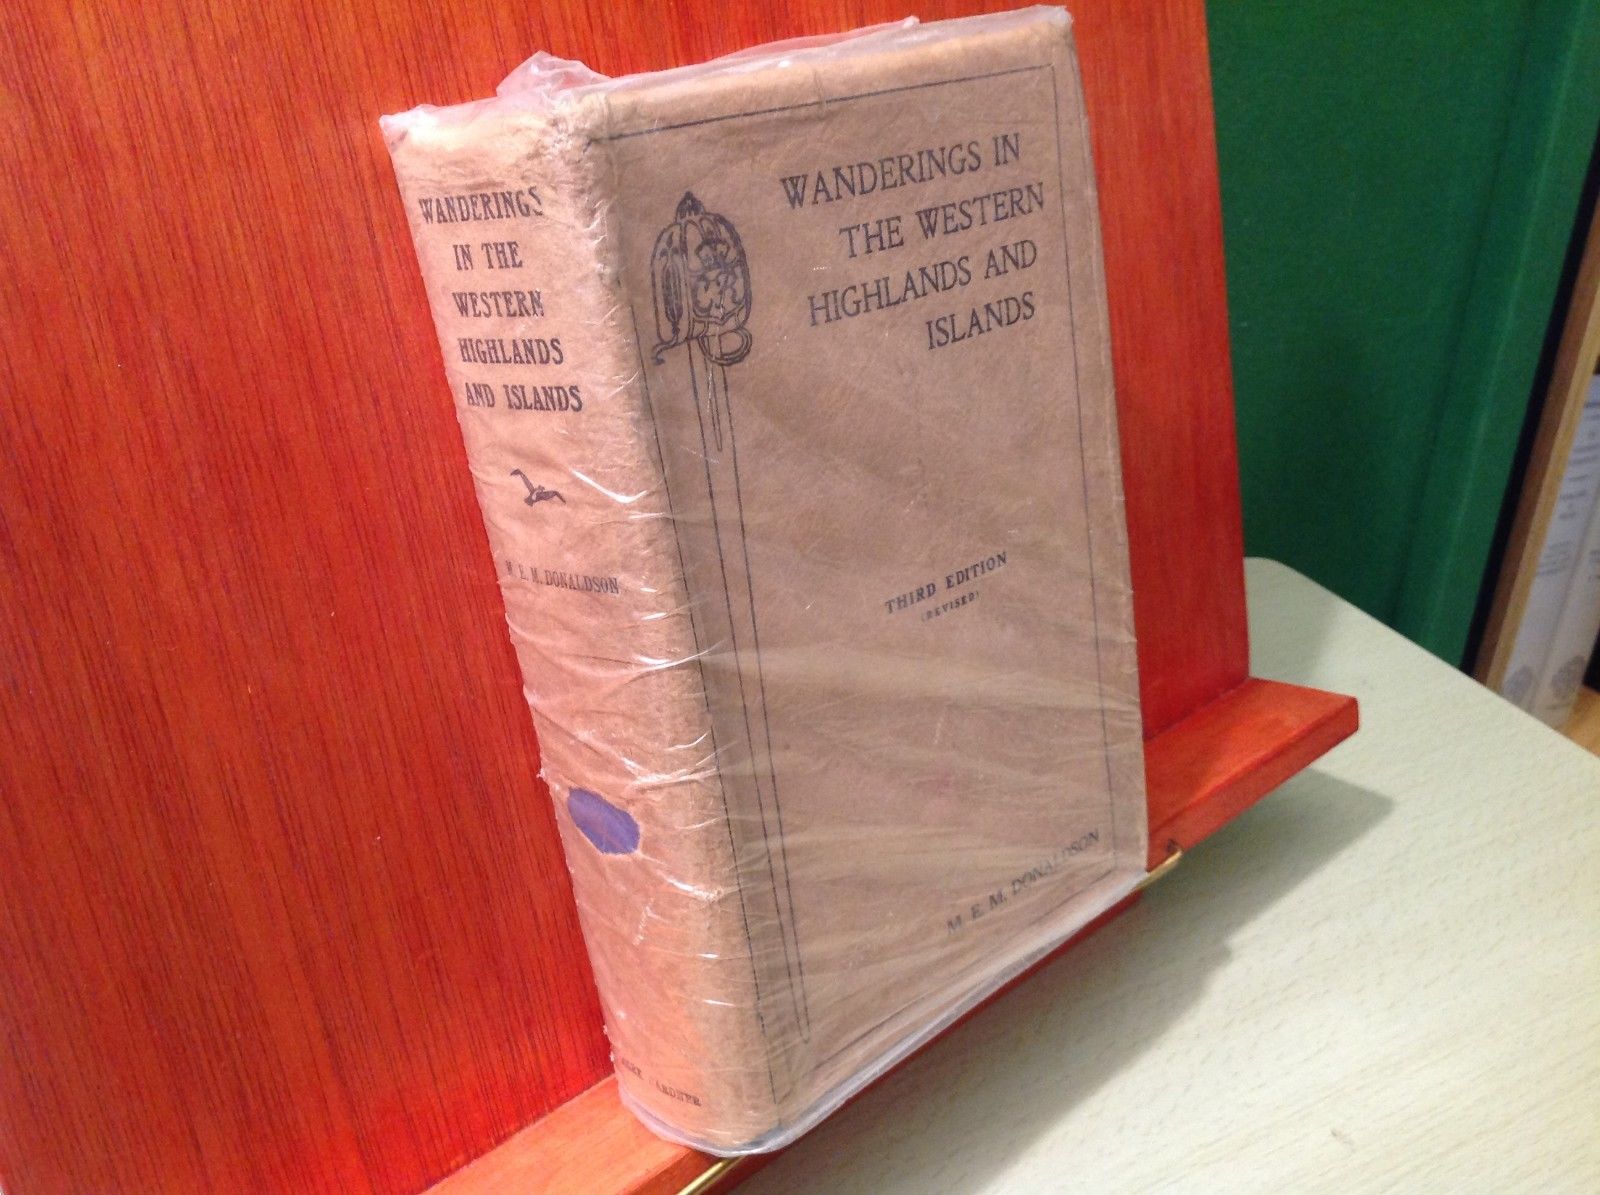 WANDERINGS
IN THE
WESTERN
HIGHLANDS
AND ISLANDS
M. E. M. DONALDSON
WANDERINGS IN
THE WESTERN
HIGHLANDS AND
ISLANDS
THIRD EDITION
(REVISED)
M. E. M. DONALDSON